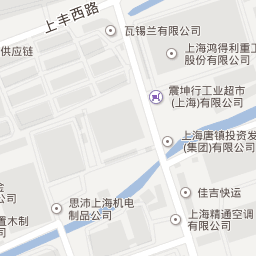 上丰西路
瓦锡兰有限公司
供应链
上海鸿得利重工
股份有限公司
震坤行工业超市
(上海)有限公司
上海唐镇投资发
(集团)有限公司
佳吉快运
思沛上海机电
制品公司
置木制
司
上海精通空调
有限公司